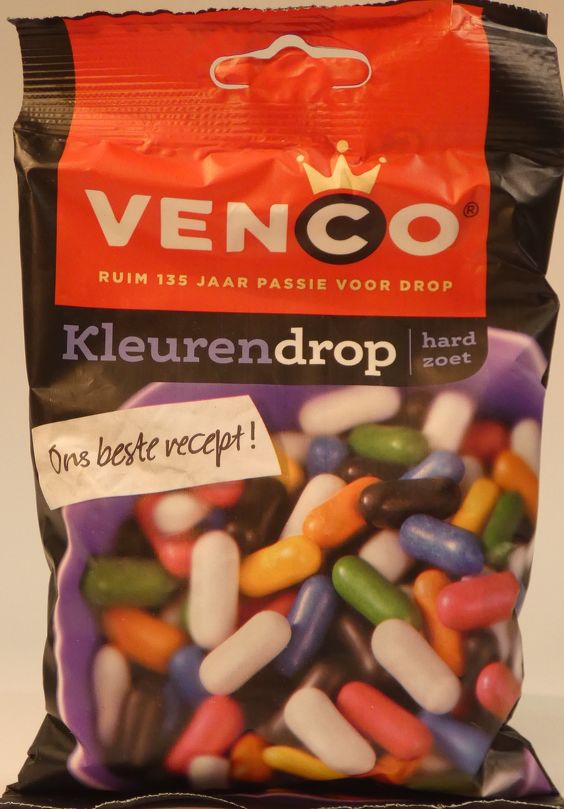 VENCO®
RUIM 135 JAAR PASSIE VOOR DROP
Kleurendrop
hard
zoet
Ons beste recept!